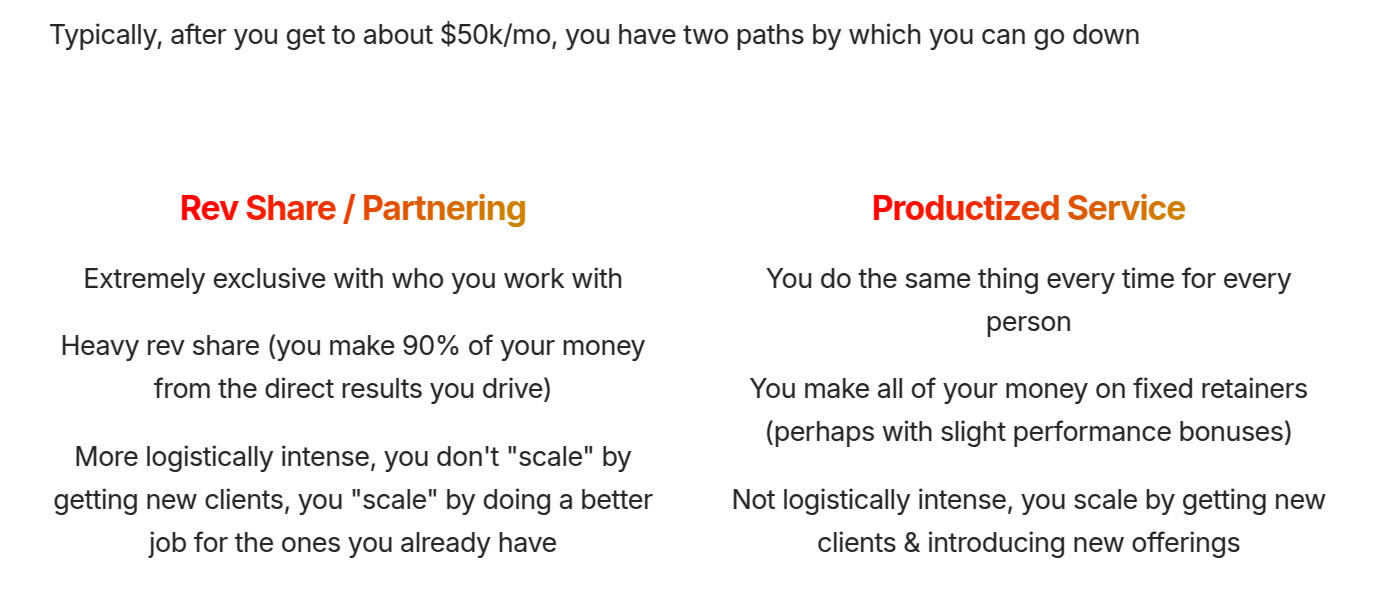 Typically, after you get to about $50k/mo, you have two paths by which you can go down
Rev Share / Partnering
Extremely exclusive with who you work with
Heavy rev share (you make 90% of your money
from the direct results you drive)
More logistically intense, you don't "scale" by
getting new clients, you "scale" by doing a better
job for the ones you already have
Productized Service
You do the same thing every time for every
person
You make all of your money on fixed retainers
(perhaps with slight performance bonuses)
Not logistically intense, you scale by getting new
clients & introducing new offerings